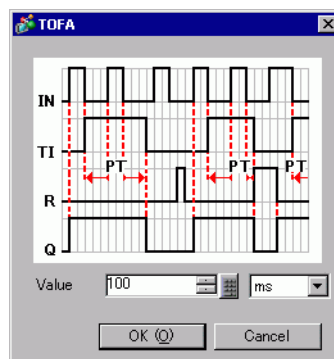 TOFA
IN
TI
PT PT PT
R
Q
Value 100 ms
OK (O) Cancel